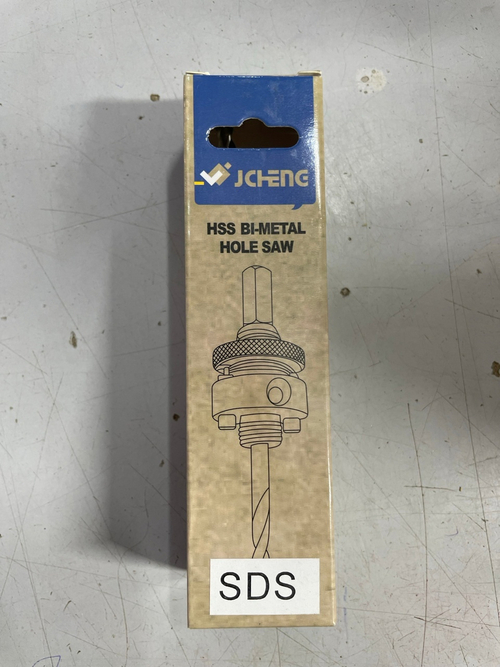 JCHENG
HSS BI-METAL
HOLE SAW
SDS